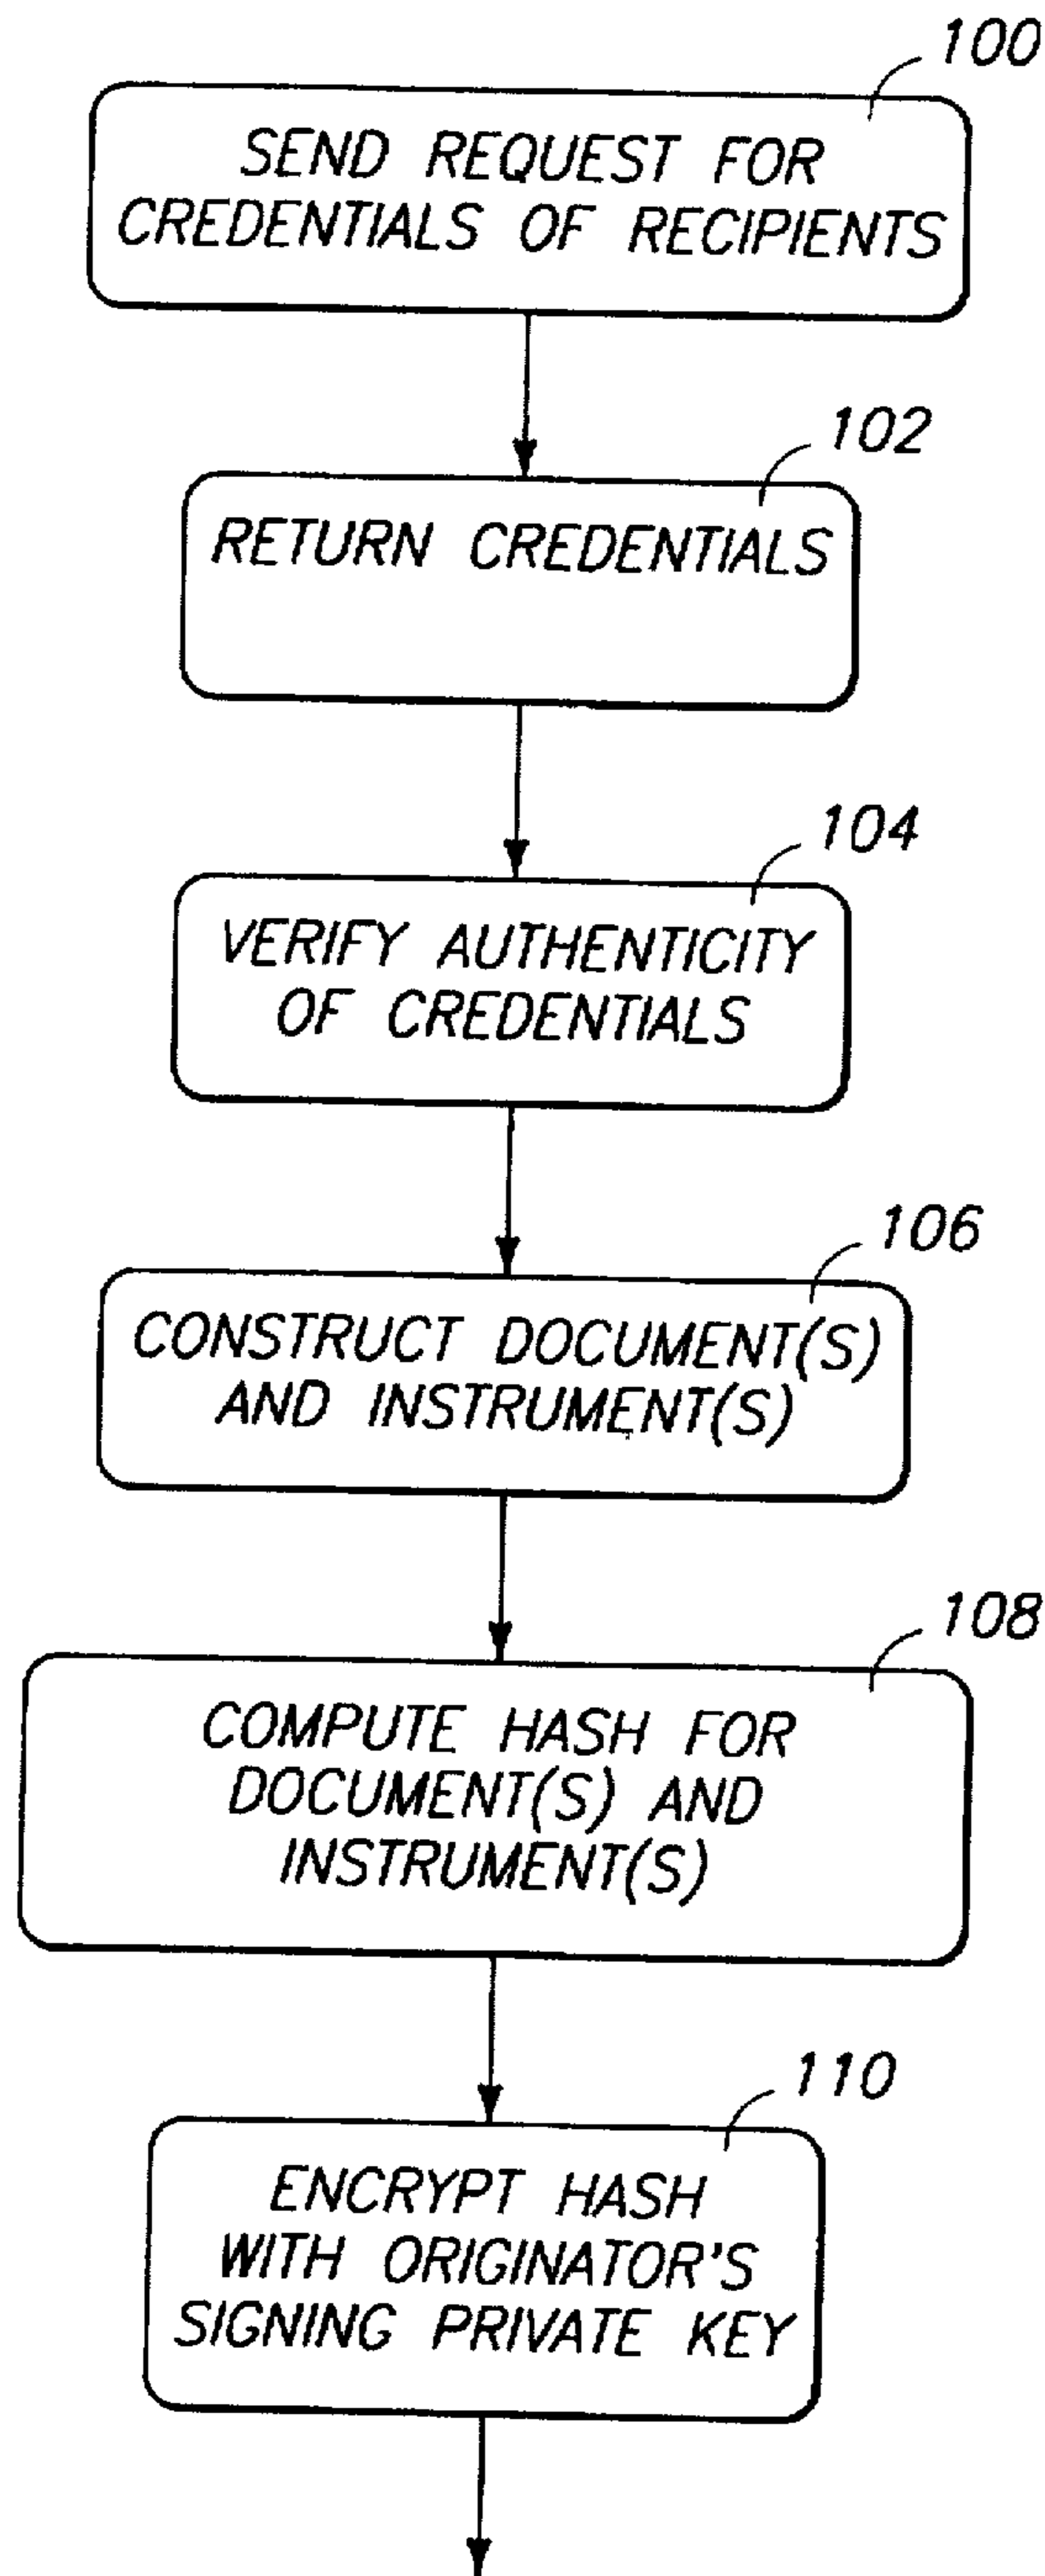 100
SEND REQUEST FOR
CREDENTIALS OF RECIPIENTS
102
RETURN CREDENTIALS
104
VERIFY AUTHENTICITY
OF CREDENTIALS
106
CONSTRUCT DOCUMENT(S)
AND INSTRUMENT(S)
108
COMPUTE HASH FOR
DOCUMENT(S) AND
INSTRUMENT(S)
110
ENCRYPT HASH
WITH ORIGINATOR'S
SIGNING PRIVATE KEY